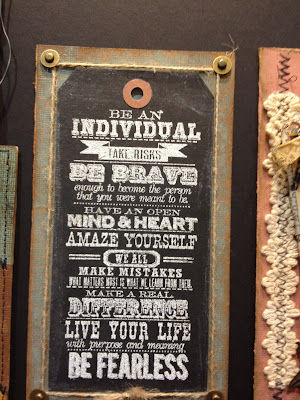 BE AN
INDIVIDUAL
TAKE RISKS
BE BRAVE
enough to become the person
that you were meant to be.
HAVE AN OPEN
MIND & HEART
AMAZE YOURSELF
WE ALL
MAKE MISTAKES
WHAT MATTERS MOST IS WHAT WE LEARN FROM THEM.
MAKE A REAL
DIFFERENCE
LIVE YOUR LIFE
with purpose and meaning
BE FEARLESS